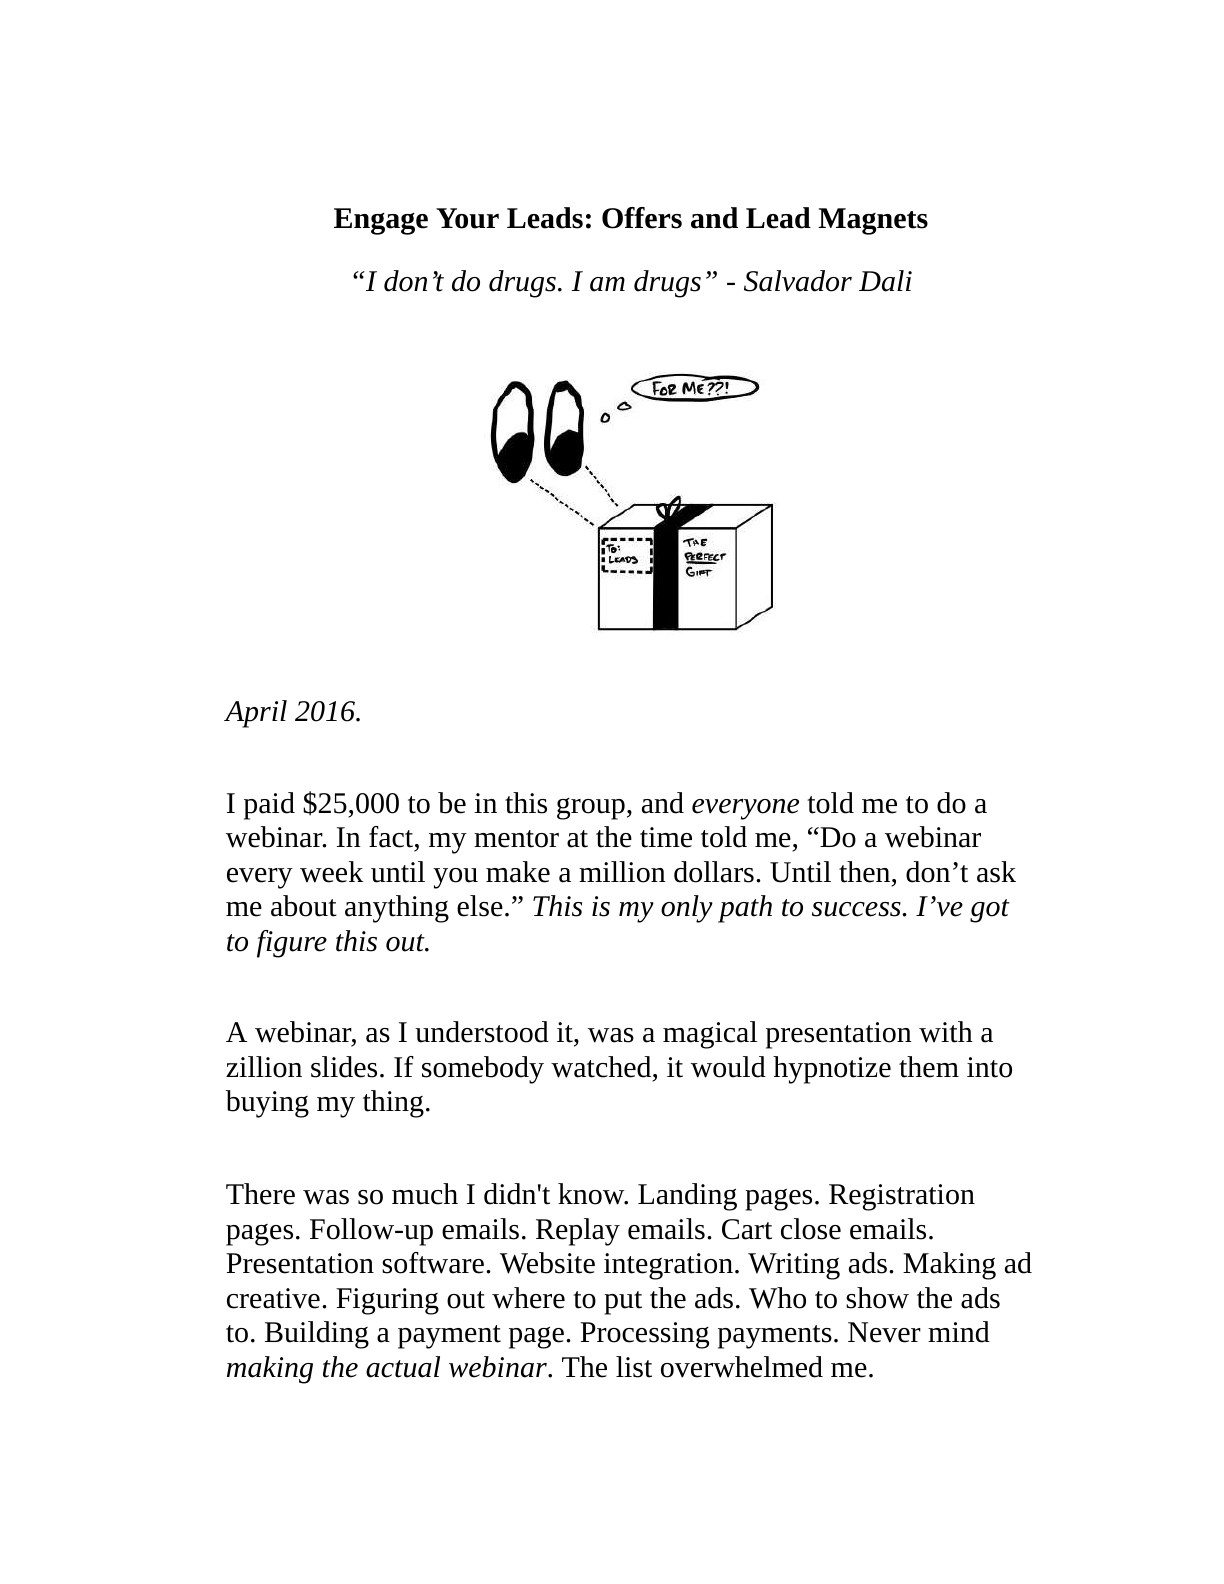 Engage Your Leads: Offers and Lead Magnets
“I don’t do drugs. I am drugs” - Salvador Dali
FOR ME??!
TO:
LEADS
THE
PERFECT
GIFT
April 2016.
I paid $25,000 to be in this group, and everyone told me to do a
webinar. In fact, my mentor at the time told me, “Do a webinar
every week until you make a million dollars. Until then, don’t ask
me about anything else.” This is my only path to success. I’ve got
to figure this out.
A webinar, as I understood it, was a magical presentation with a
zillion slides. If somebody watched, it would hypnotize them into
buying my thing.
There was so much I didn't know. Landing pages. Registration
pages. Follow-up emails. Replay emails. Cart close emails.
Presentation software. Website integration. Writing ads. Making ad
creative. Figuring out where to put the ads. Who to show the ads
to. Building a payment page. Processing payments. Never mind
making the actual webinar. The list overwhelmed me.